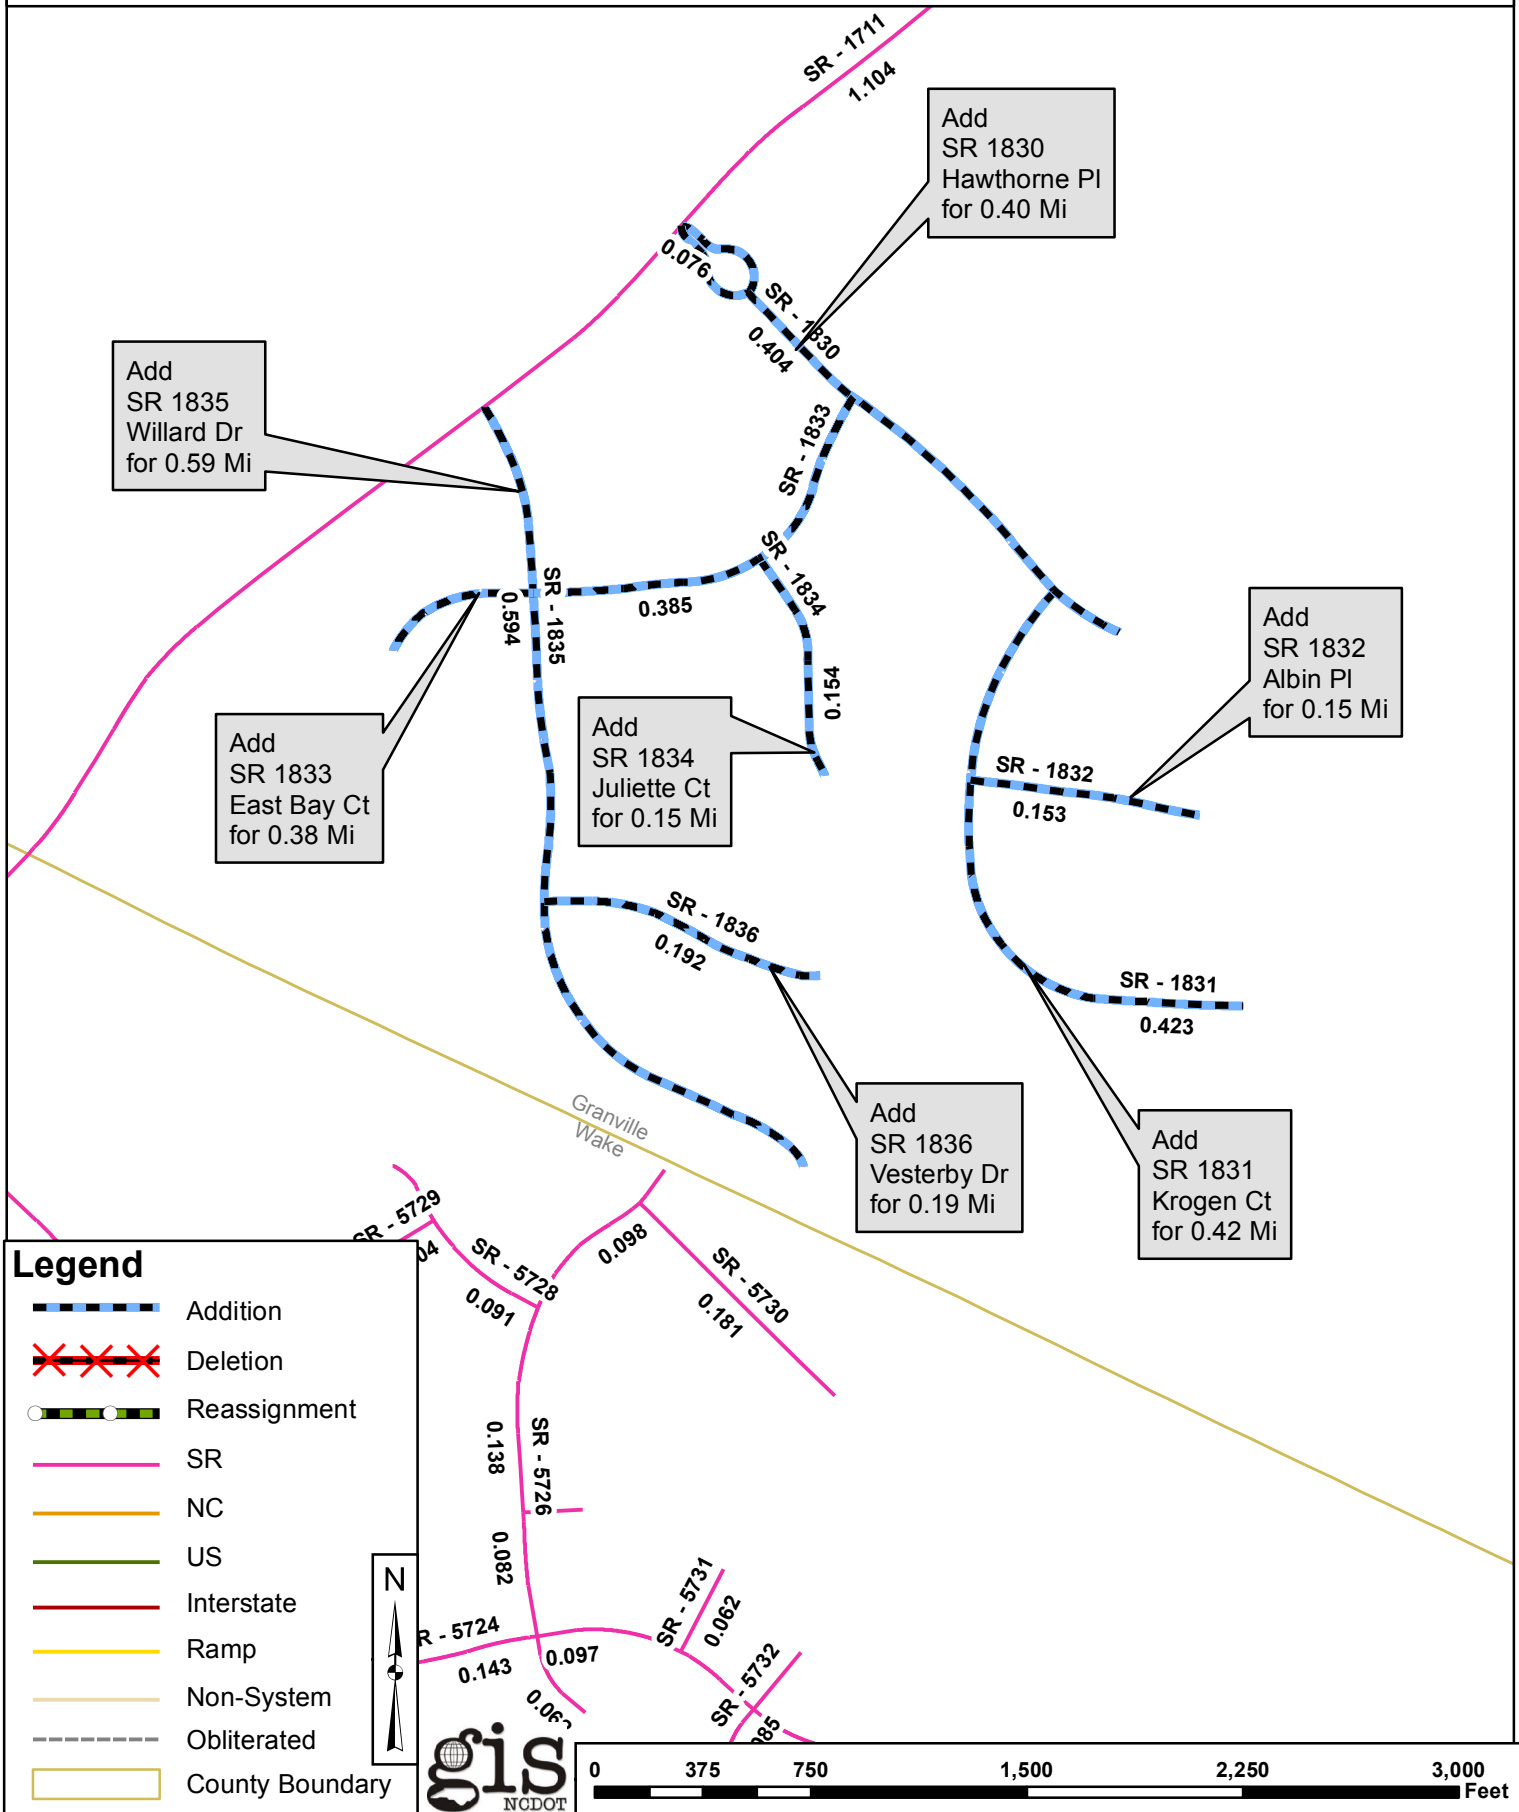 SR - 1711
1.104
Add
SR 1830
Hawthorne Pl
for 0.40 Mi
0.076
SR - 1830
0.404
Add
SR 1835
Willard Dr
for 0.59 Mi
SR - 1833
SR - 1834
SR - 1835
0.594
0.385
0.154
Add
SR 1832
Albin Pl
for 0.15 Mi
Add
SR 1833
East Bay Ct
for 0.38 Mi
Add
SR 1834
Juliette Ct
for 0.15 Mi
SR - 1832
0.153
SR - 1836
0.192
SR - 1831
0.423
Add
SR 1836
Vesterby Dr
for 0.19 Mi
Add
SR 1831
Krogen Ct
for 0.42 Mi
Granville
Wake
SR - 5729
04
SR - 5728
0.091
0.098
SR - 5730
0.181
0.138
SR - 5726
0.082
R - 5724
0.143
0.097
0.06
SR - 5731
0.062
SR - 5732
085
Legend
Addition
Deletion
Reassignment
SR
NC
US
Interstate
Ramp
Non-System
Obliterated
County Boundary
N
gis
NCDOT
0 375 750 1,500 2,250 3,000
Feet